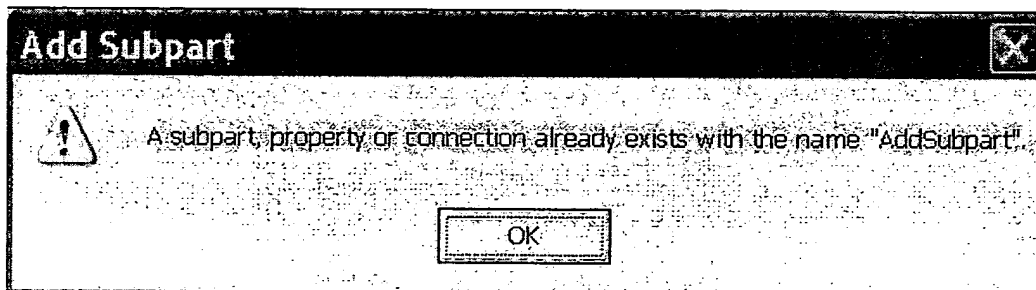 Add Subpart
A subpart, property or connection already exists with the name "AddSubpart".
OK